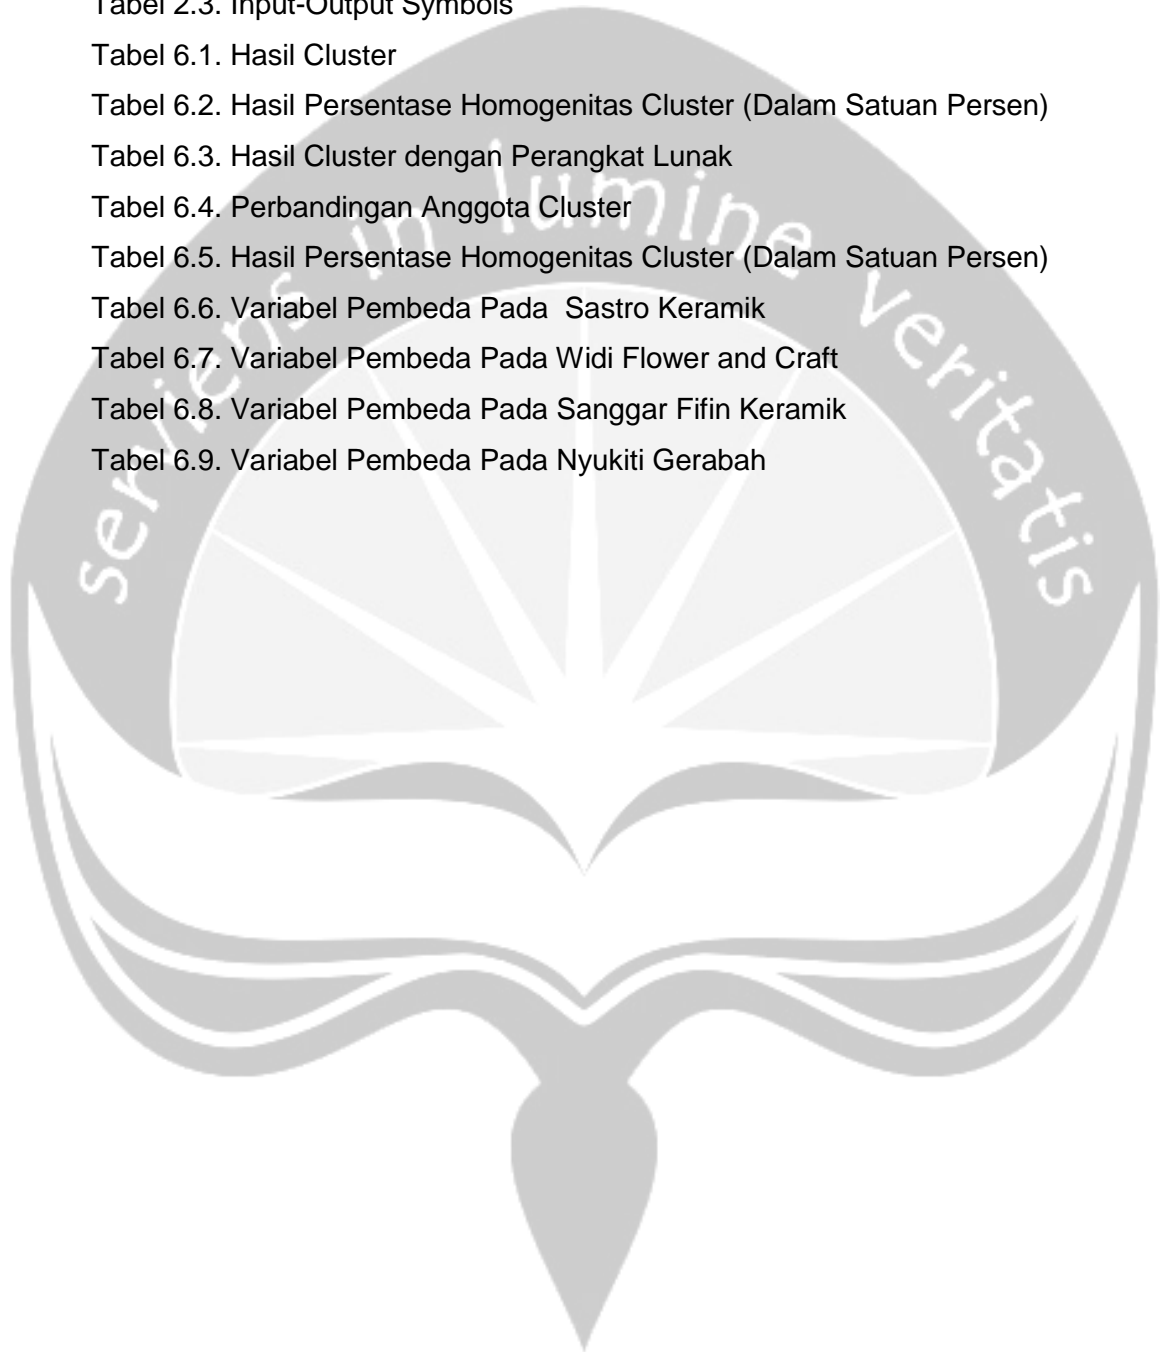 Tabel 2.3. Input-Output Symbols
Tabel 6.1. Hasil Cluster
Tabel 6.2. Hasil Persentase Homogenitas Cluster (Dalam Satuan Persen)
Tabel 6.3. Hasil Cluster dengan Perangkat Lunak
Tabel 6.4. Perbandingan Anggota Cluster
Tabel 6.5. Hasil Persentase Homogenitas Cluster (Dalam Satuan Persen)
Tabel 6.6. Variabel Pembeda Pada  Sastro Keramik
Tabel 6.7. Variabel Pembeda Pada Widi Flower and Craft
Tabel 6.8. Variabel Pembeda Pada Sanggar Fifin Keramik
Tabel 6.9. Variabel Pembeda Pada Nyukiti Gerabah
serviens in lumine veritatis